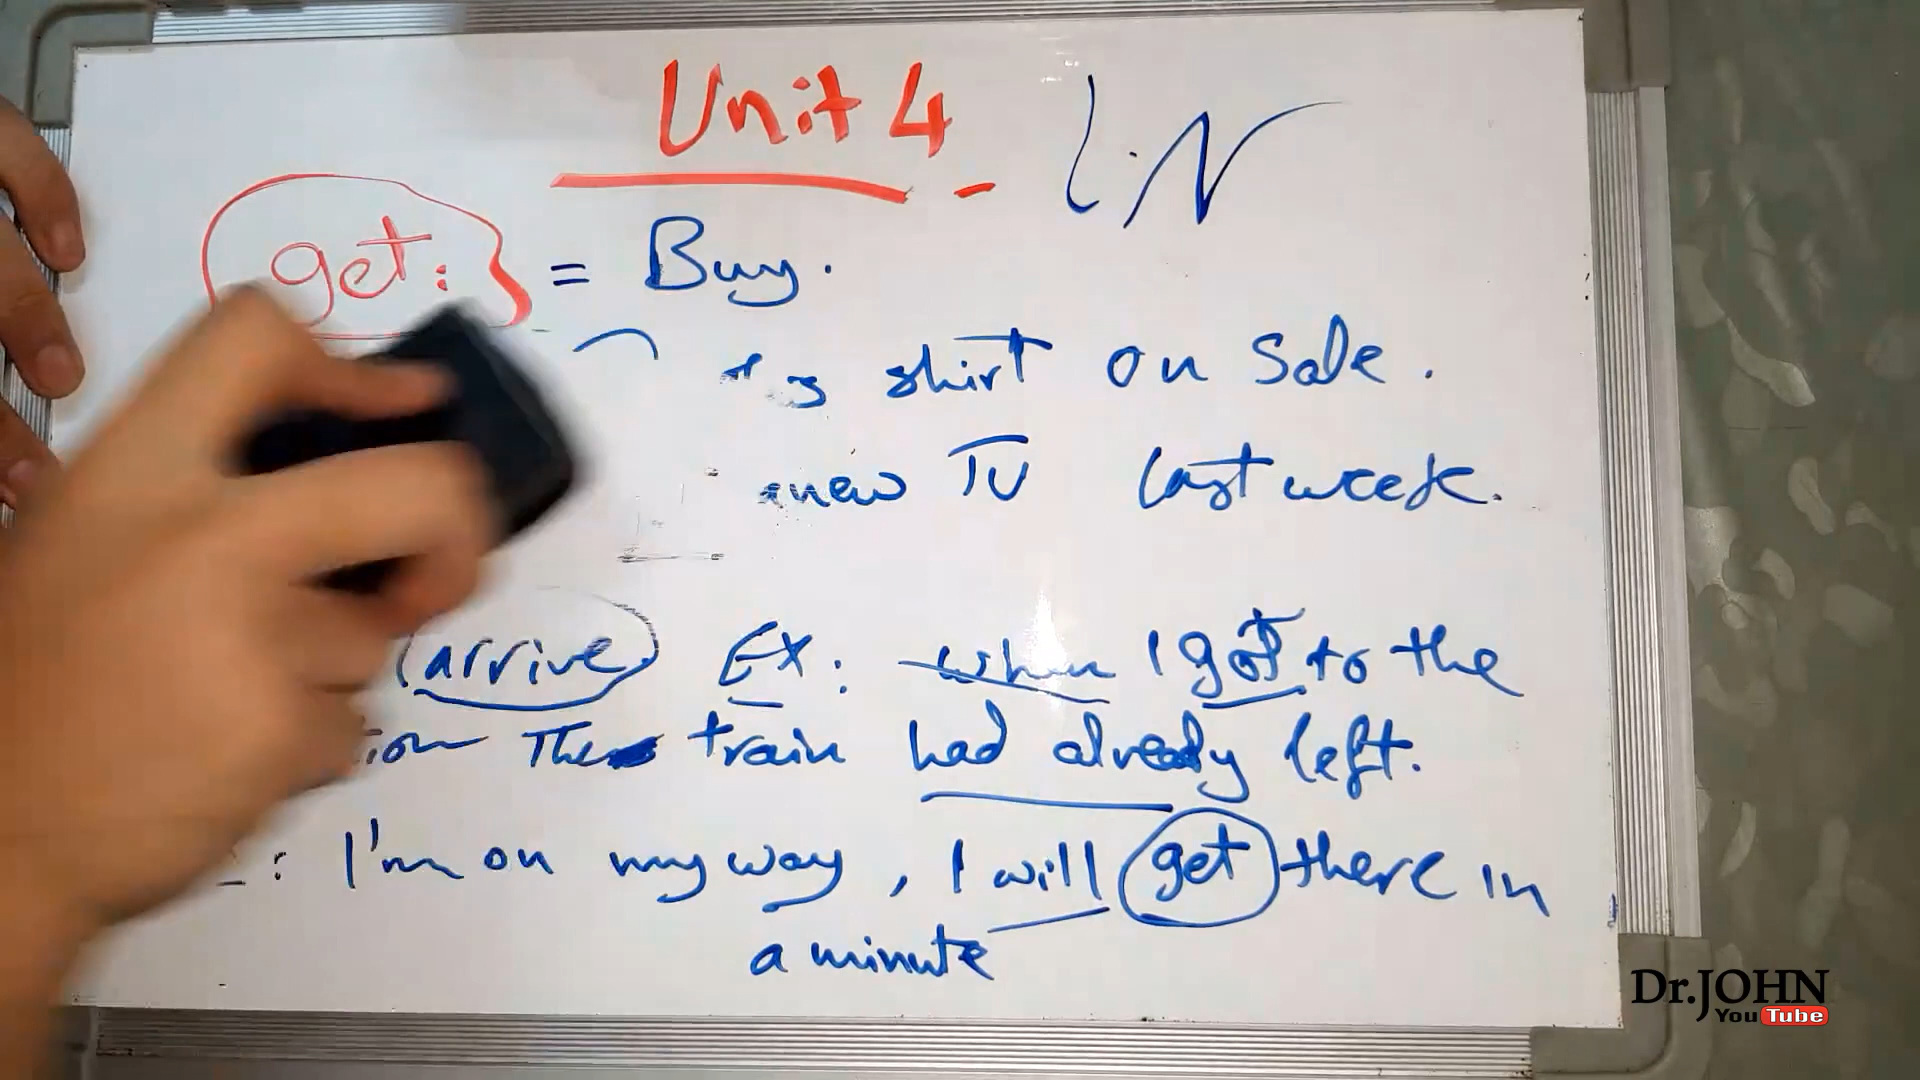 Unit 4 -
get: = Buy.
shirt on Sale.
new TV last week.
(arrive) Ex: when I got to the
The train had already left.
: I'm on my way, I will get there in
a minute
Dr.JOHN
YouTube